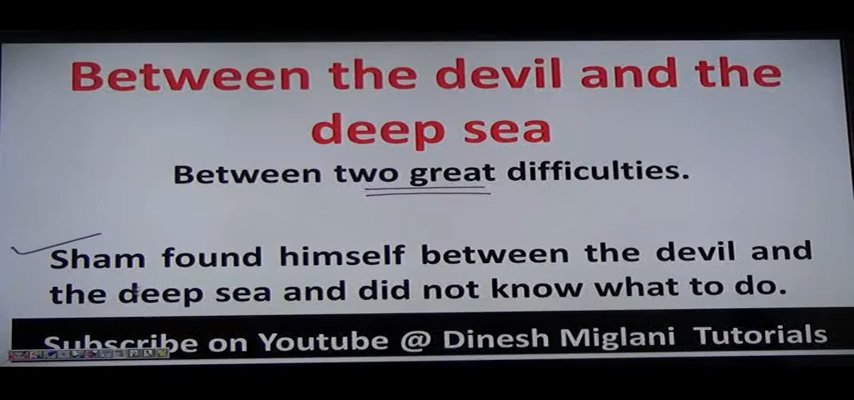 Between the devil and the
deep sea
Between two great difficulties.
Sham found himself between the devil and
the deep sea and did not know what to do.
Subscribe on Youtube @ Dinesh Miglani Tutorials